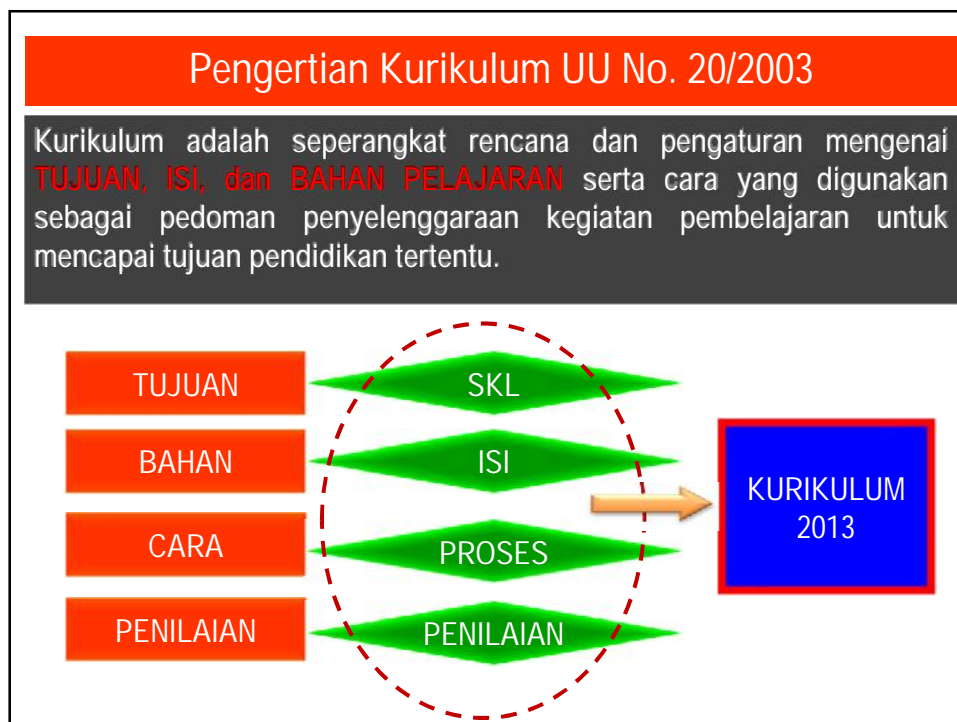 Pengertian Kurikulum UU No. 20/2003
Kurikulum adalah seperangkat rencana dan pengaturan mengenai
TUJUAN, ISI, dan BAHAN PELAJARAN serta cara yang digunakan
sebagai pedoman penyelenggaraan kegiatan pembelajaran untuk
mencapai tujuan pendidikan tertentu.
TUJUAN
SKL
BAHAN
ISI
CARA
PROSES
PENILAIAN
PENILAIAN
KURIKULUM
2013